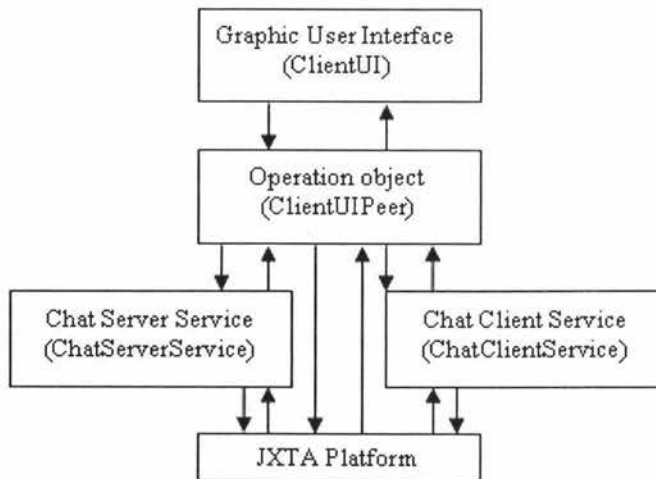 Graphic User Interface
(ClientUI)
Operation object
(ClientUIPeer)
Chat Server Service
(ChatServerService)
Chat Client Service
(ChatClientService)
JXTA Platform